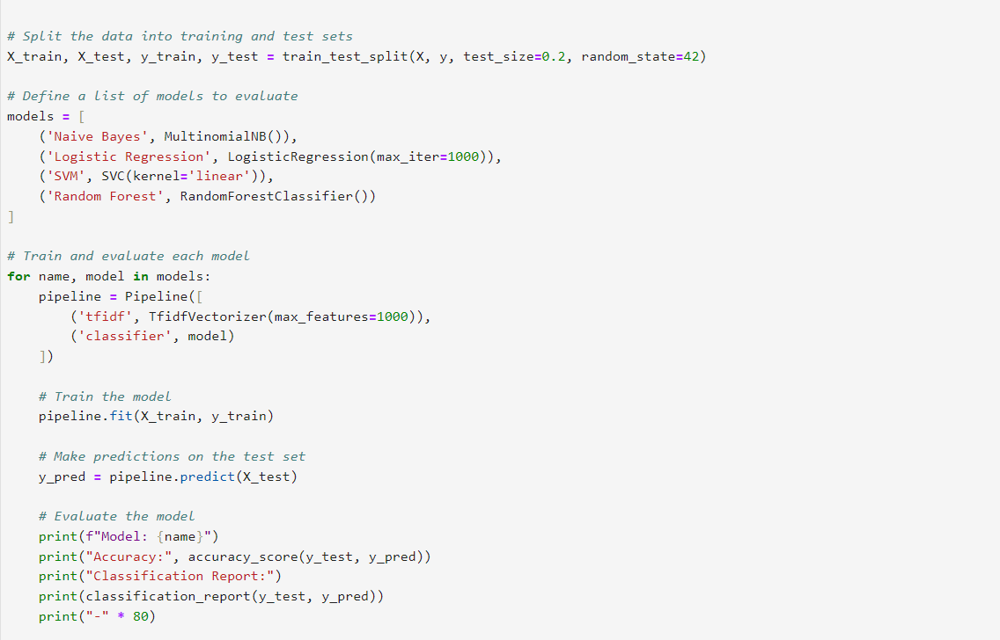 # Split the data into training and test sets
X_train, X_test, y_train, y_test = train_test_split(X, y, test_size=0.2, random_state=42)
# Define a list of models to evaluate
models = [
    ('Naive Bayes', MultinomialNB()),
    ('Logistic Regression', LogisticRegression(max_iter=1000)),
    ('SVM', SVC(kernel='linear')),
    ('Random Forest', RandomForestClassifier())
]
# Train and evaluate each model
for name, model in models:
    pipeline = Pipeline([
        ('tfidf', TfidfVectorizer(max_features=1000)),
        ('classifier', model)
    ])
    # Train the model
    pipeline.fit(X_train, y_train)
    # Make predictions on the test set
    y_pred = pipeline.predict(X_test)
    # Evaluate the model
    print(f"Model: {name}")
    print("Accuracy:", accuracy_score(y_test, y_pred))
    print("Classification Report:")
    print(classification_report(y_test, y_pred))
    print("-" * 80)